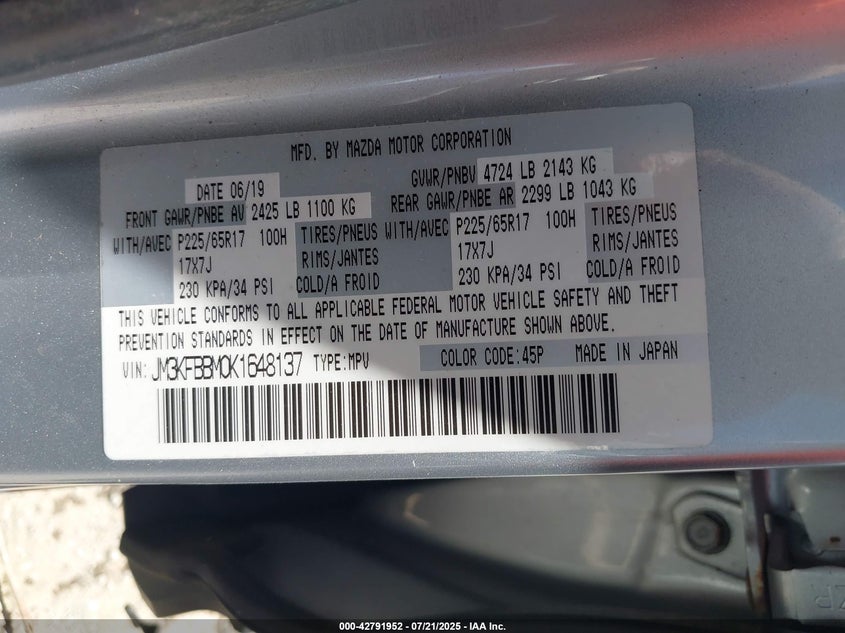 MFD. BY MAZDA MOTOR CORPORATION
DATE 06/19 GVWR/PNBV 4724 LB 2143 KG
FRONT GAWR/PNBE AV 2425 LB 1100 KG REAR GAWR/PNBE AR 2299 LB 1043 KG
WITH/AVEC P225/65R17 100H TIRES/PNEUS WITH/AVEC P225/65R17 100H TIRES/PNEUS
17X7J RIMS/JANTES 17X7J RIMS/JANTES
230 KPA/34 PSI COLD/A FROID 230 KPA/34 PSI COLD/A FROID
THIS VEHICLE CONFORMS TO ALL APPLICABLE FEDERAL MOTOR VEHICLE SAFETY AND THEFT
PREVENTION STANDARDS IN EFFECT ON THE DATE OF MANUFACTURE SHOWN ABOVE.
VIN: JM3KFBBM0K1648137 TYPE:MPV COLOR CODE:45P MADE IN JAPAN
000-42791952 - 07/21/2025 - IAA Inc.